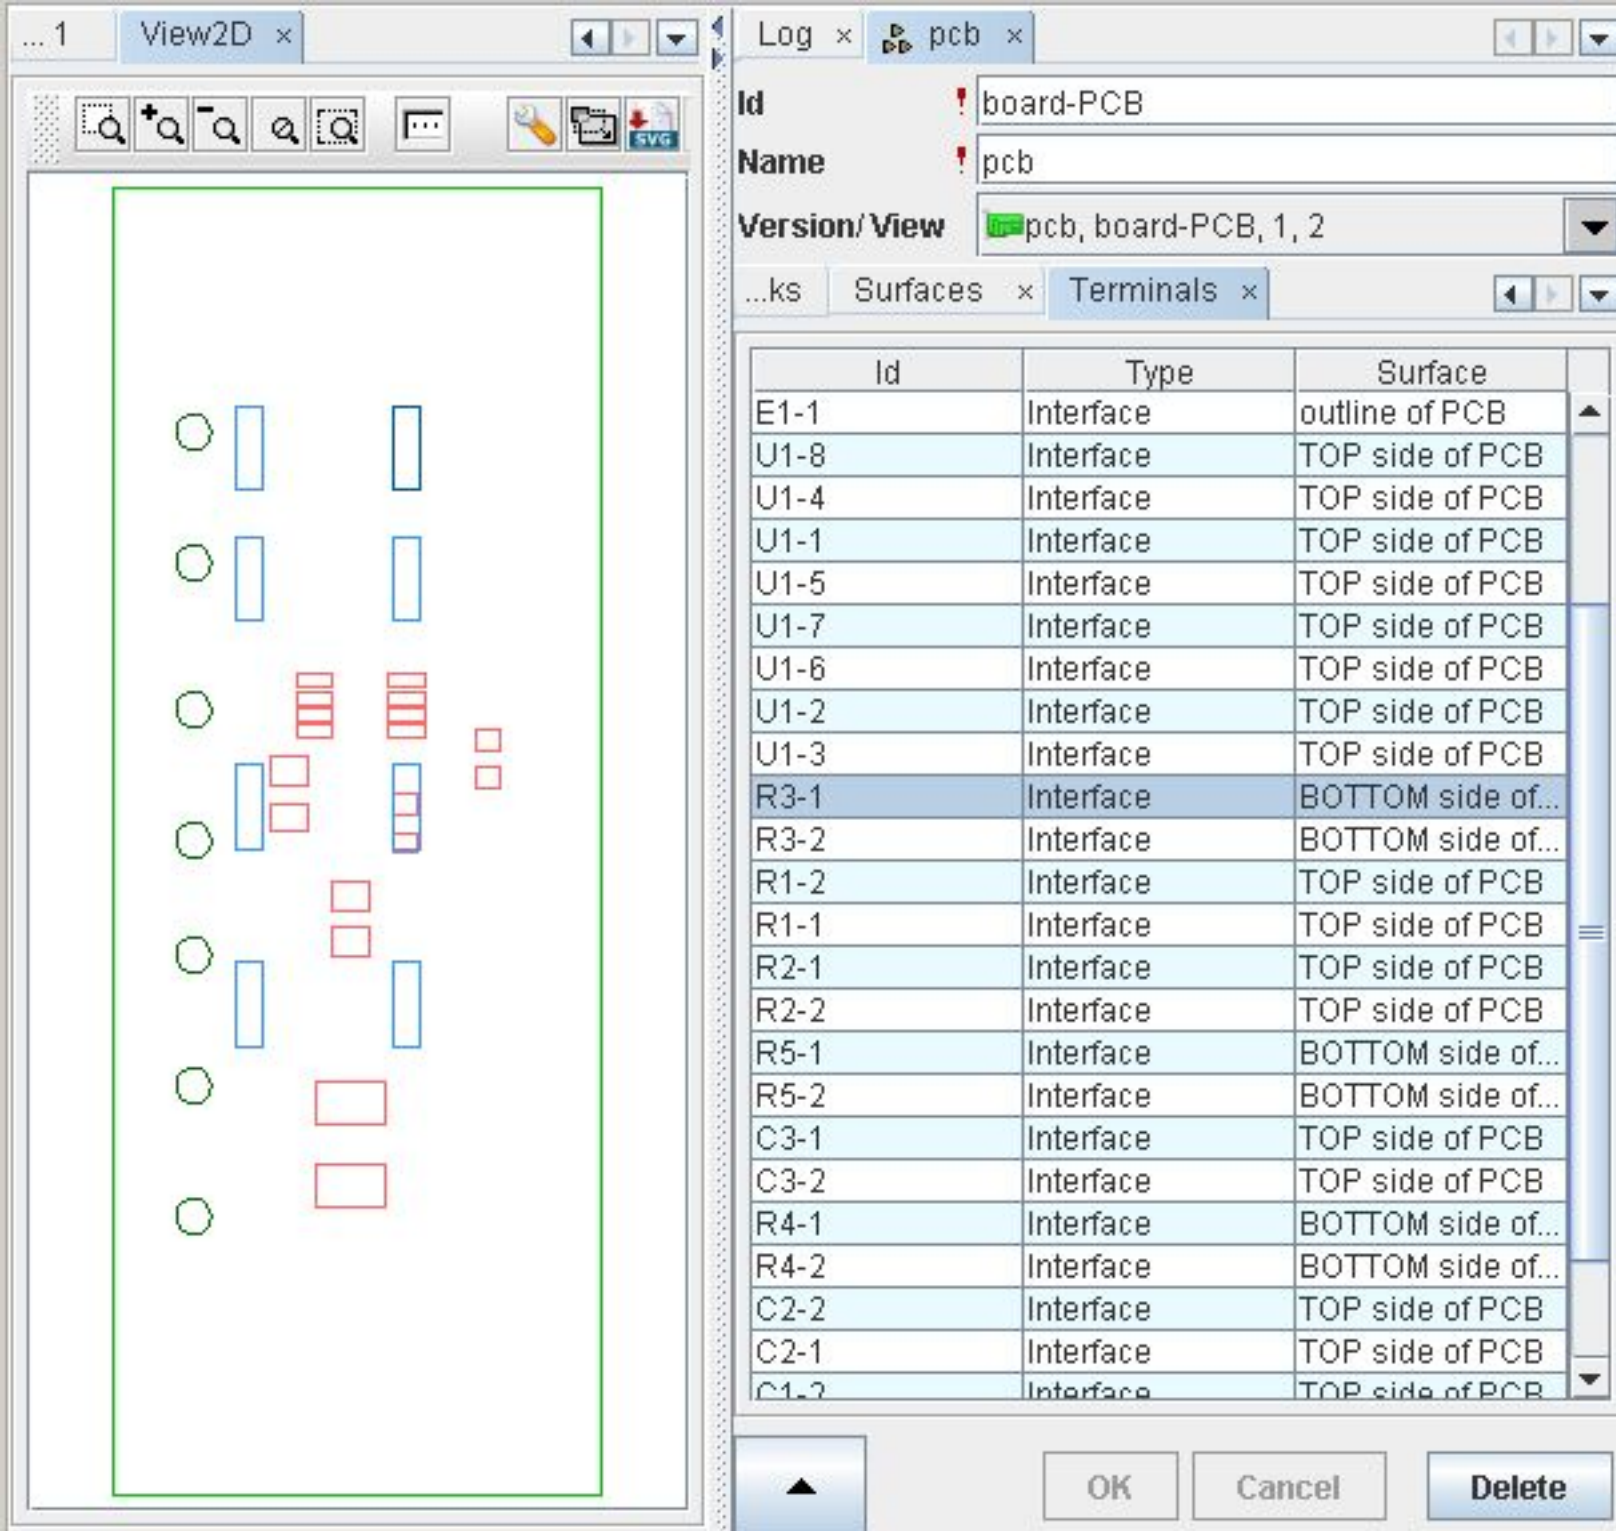 ... 1 View2D ×
SVG
Log × pcb ×
Id board-PCB
Name pcb
Version/View pcb, board-PCB, 1, 2
...ks Surfaces × Terminals ×
Id Type Surface
E1-1 Interface outline of PCB
U1-8 Interface TOP side of PCB
U1-4 Interface TOP side of PCB
U1-1 Interface TOP side of PCB
U1-5 Interface TOP side of PCB
U1-7 Interface TOP side of PCB
U1-6 Interface TOP side of PCB
U1-2 Interface TOP side of PCB
U1-3 Interface TOP side of PCB
R3-1 Interface BOTTOM side of...
R3-2 Interface BOTTOM side of...
R1-2 Interface TOP side of PCB
R1-1 Interface TOP side of PCB
R2-1 Interface TOP side of PCB
R2-2 Interface TOP side of PCB
R5-1 Interface BOTTOM side of...
R5-2 Interface BOTTOM side of...
C3-1 Interface TOP side of PCB
C3-2 Interface TOP side of PCB
R4-1 Interface BOTTOM side of...
R4-2 Interface BOTTOM side of...
C2-2 Interface TOP side of PCB
C2-1 Interface TOP side of PCB
C1-2 Interface TOP side of PCB
OK Cancel Delete